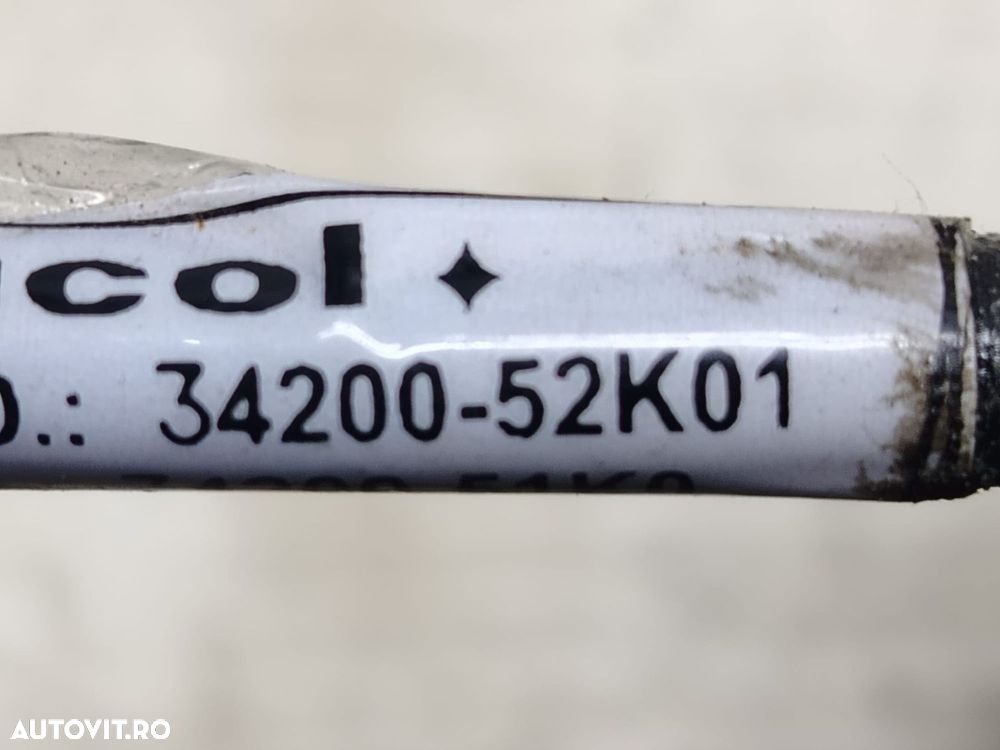 col
.: 34200-52K01
AUTOVIT.RO